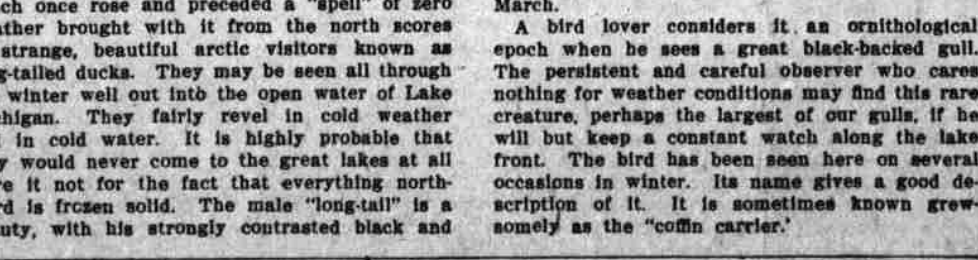 ch once rose and preceded a "spell" of zero
ather brought with it from the north scores
strange, beautiful arctic visitors known as
g-tailed ducks. They may be seen all through
winter well out into the open water of Lake
higan. They fairly revel in cold weather
in cold water. It is highly probable that
y would never come to the great lakes at all
re it not for the fact that everything north-
rd is frozen solid. The male "long-tail" is a
uty, with his strongly contrasted black and
March.
A bird lover considers it an ornithological
epoch when he sees a great black-backed gull.
The persistent and careful observer who cares
nothing for weather conditions may find this rare
creature, perhaps the largest of our gulls, if he
will but keep a constant watch along the lake
front. The bird has been seen here on several
occasions in winter. Its name gives a good de-
scription of it. It is sometimes known grew-
somely as the "coffin carrier.'